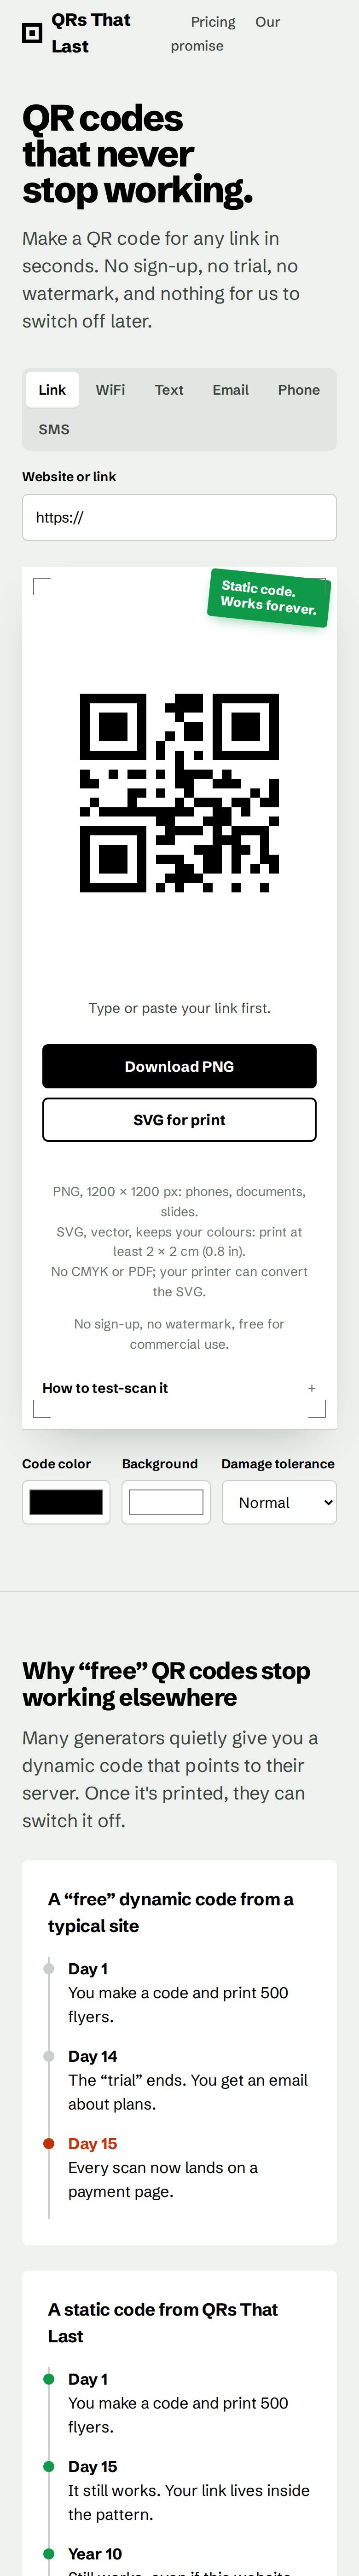 QRs That
Last
Pricing Our
promise
QR codes
that never
stop working.
Make a QR code for any link in
seconds. No sign-up, no trial, no
watermark, and nothing for us to
switch off later.
Link WiFi Text Email Phone
SMS
Website or link
https://
Static code.
Works forever.
Type or paste your link first.
Download PNG
SVG for print
PNG, 1200 × 1200 px: phones, documents,
slides.
SVG, vector, keeps your colours: print at
least 2 × 2 cm (0.8 in).
No CMYK or PDF; your printer can convert
the SVG.
No sign-up, no watermark, free for
commercial use.
How to test-scan it +
Code color Background Damage tolerance
Normal
Why “free” QR codes stop
working elsewhere
Many generators quietly give you a
dynamic code that points to their
server. Once it's printed, they can
switch it off.
A “free” dynamic code from a
typical site
Day 1
You make a code and print 500
flyers.
Day 14
The “trial” ends. You get an email
about plans.
Day 15
Every scan now lands on a
payment page.
A static code from QRs That
Last
Day 1
You make a code and print 500
flyers.
Day 15
It still works. Your link lives inside
the pattern.
Year 10